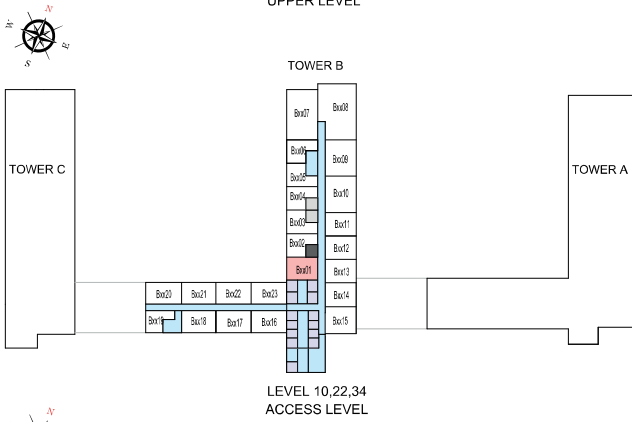 UPPER LEVEL
N
W
E
S
TOWER B
Bxx07
Bxx08
Bxx06
Bxx09
TOWER C
TOWER A
Bxx05
Bxx04
Bxx10
Bxx03
Bxx11
Bxx02
Bxx12
Bxx01
Bxx13
Bxx20 Bxx21 Bxx22 Bxx23
Bxx14
Bxx19 Bxx18 Bxx17 Bxx16
Bxx15
LEVEL 10,22,34
ACCESS LEVEL
N